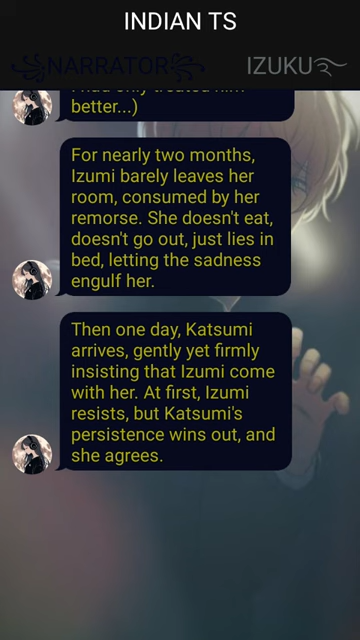 INDIAN TS
NARRATOR
IZUKU
better...)
For nearly two months,
Izumi barely leaves her
room, consumed by her
remorse. She doesn't eat,
doesn't go out, just lies in
bed, letting the sadness
engulf her.
Then one day, Katsumi
arrives, gently yet firmly
insisting that Izumi come
with her. At first, Izumi
resists, but Katsumi's
persistence wins out, and
she agrees.